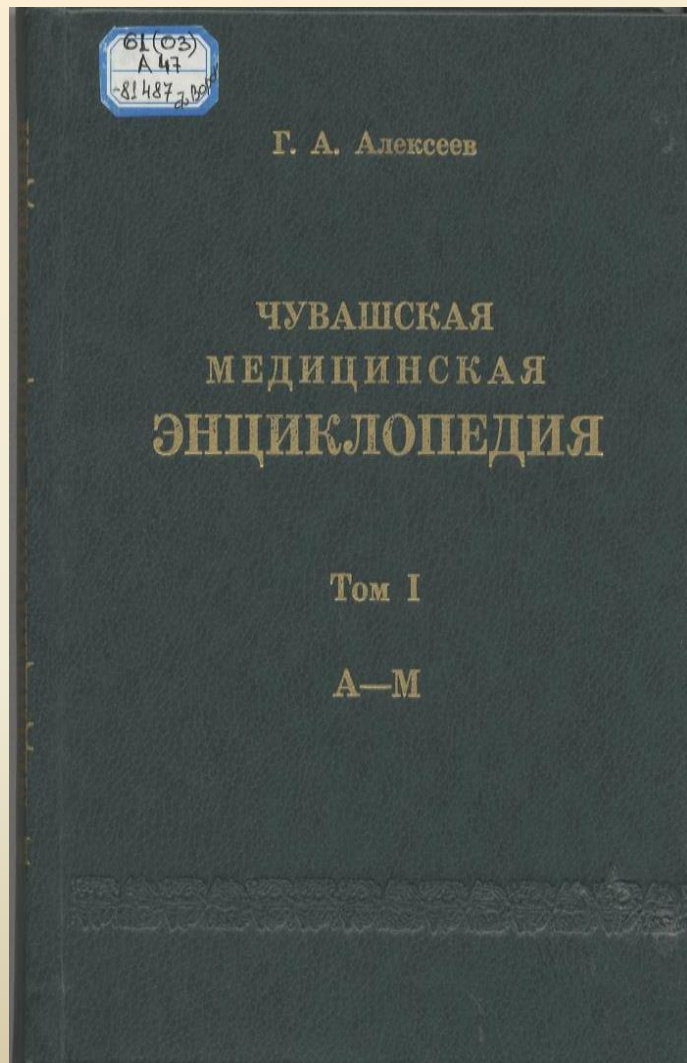 61(03)
А 47
-81487
Г. А. Алексеев
ЧУВАШСКАЯ
МЕДИЦИНСКАЯ
ЭНЦИКЛОПЕДИЯ
Том I
А—М